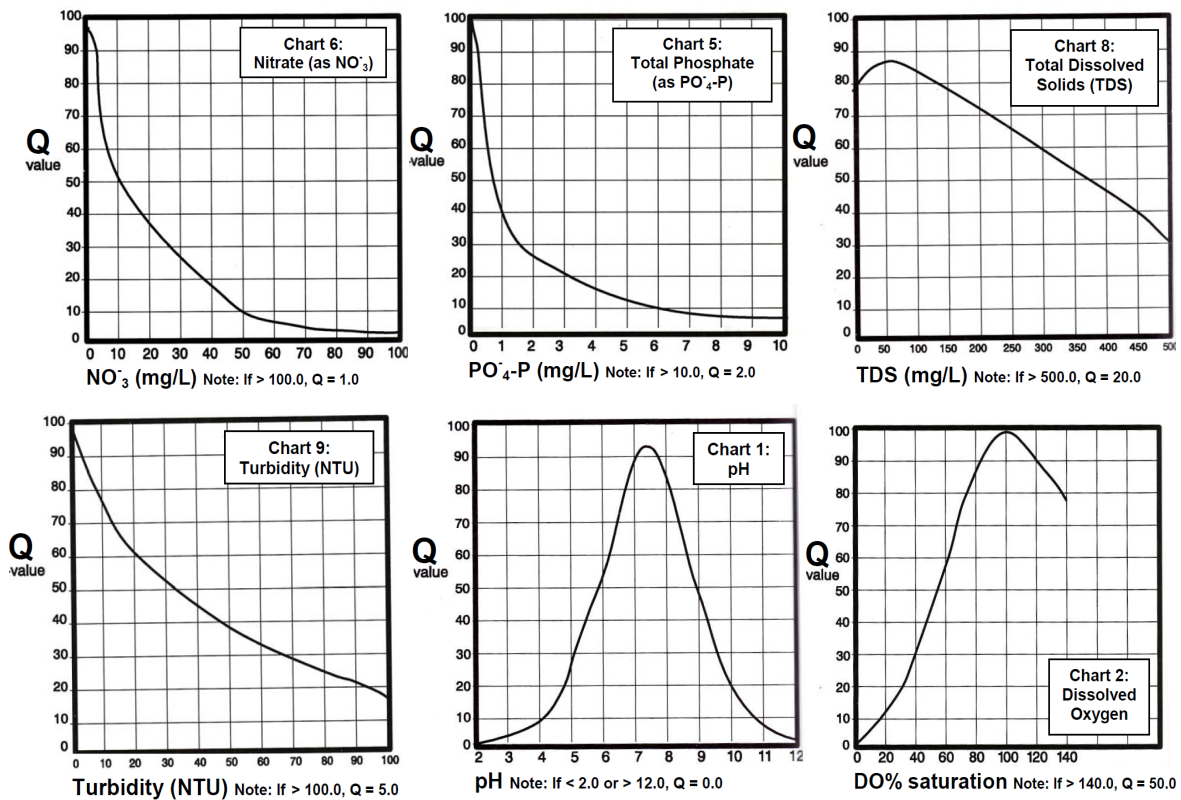 Chart 6:
Nitrate (as NO⁻₃)
100
90
80
70
60
50
40
30
20
10
0
Q
value
0 10 20 30 40 50 60 70 80 90 100
NO⁻₃ (mg/L) Note: If > 100.0, Q = 1.0
Chart 5:
Total Phosphate
(as PO⁻₄-P)
100
90
80
70
60
50
40
30
20
10
0
Q
value
0 1 2 3 4 5 6 7 8 9 10
PO⁻₄-P (mg/L) Note: If > 10.0, Q = 2.0
Chart 8:
Total Dissolved
Solids (TDS)
100
90
80
70
60
50
40
30
20
10
0
Q
value
0 50 100 150 200 250 300 350 400 450 500
TDS (mg/L) Note: If > 500.0, Q = 20.0
Chart 9:
Turbidity (NTU)
100
90
80
70
60
50
40
30
20
10
0
Q
value
0 10 20 30 40 50 60 70 80 90 100
Turbidity (NTU) Note: If > 100.0, Q = 5.0
Chart 1:
pH
100
90
80
70
60
50
40
30
20
10
0
Q
value
2 3 4 5 6 7 8 9 10 11 12
pH Note: If < 2.0 or > 12.0, Q = 0.0
Chart 2:
Dissolved
Oxygen
100
90
80
70
60
50
40
30
20
10
0
Q
value
0 20 40 60 80 100 120 140
DO% saturation Note: If > 140.0, Q = 50.0